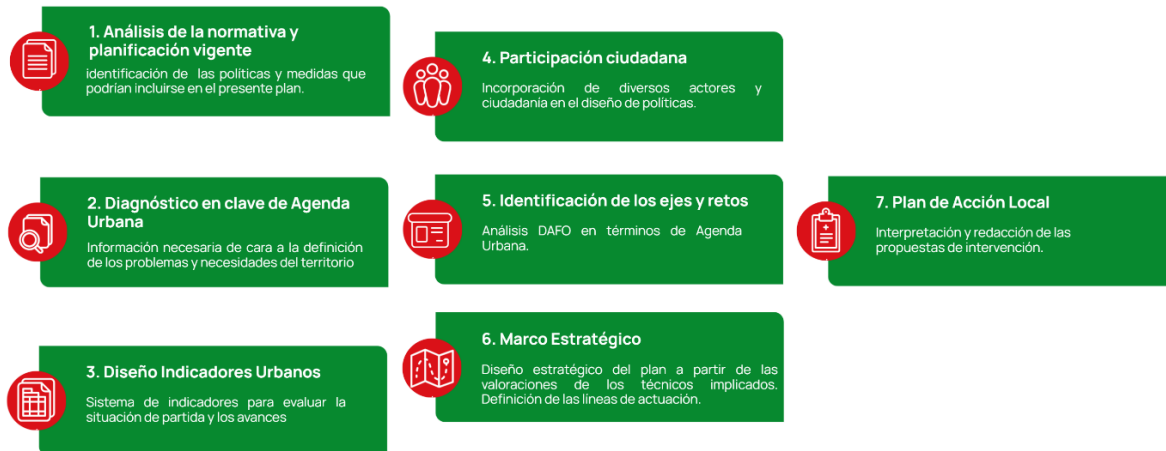 1. Análisis de la normativa y
planificación vigente
identificación de las políticas y medidas que
podrían incluirse en el presente plan.
2. Diagnóstico en clave de Agenda
Urbana
Información necesaria de cara a la definición
de los problemas y necesidades del territorio
3. Diseño Indicadores Urbanos
Sistema de indicadores para evaluar la
situación de partida y los avances
4. Participación ciudadana
Incorporación de diversos actores y
ciudadanía en el diseño de políticas.
5. Identificación de los ejes y retos
Análisis DAFO en términos de Agenda
Urbana.
6. Marco Estratégico
Diseño estratégico del plan a partir de las
valoraciones de los técnicos implicados.
Definición de las líneas de actuación.
7. Plan de Acción Local
Interpretación y redacción de las
propuestas de intervención.